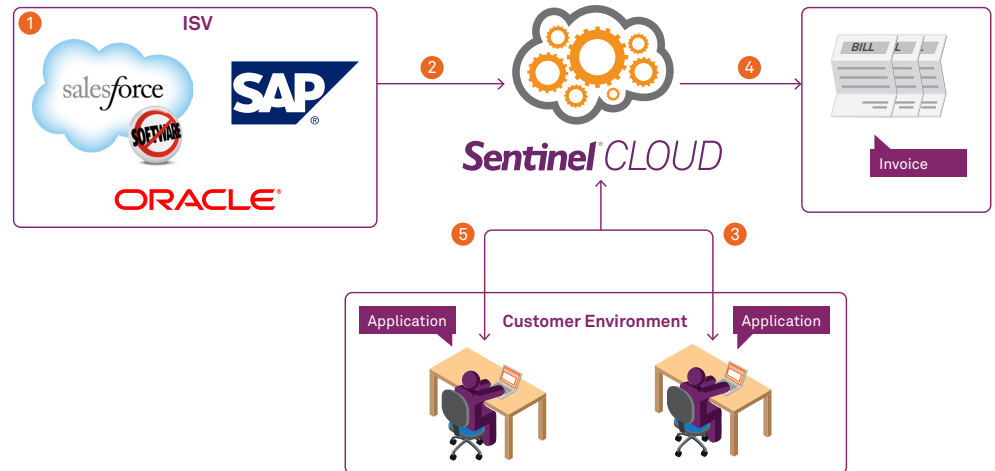 1
ISV
salesforce
SOFTWARE
SAP
®
ORACLE®
2
Sentinel® CLOUD
4
BILL
L
L
Invoice
5
3
Application
Customer Environment
Application